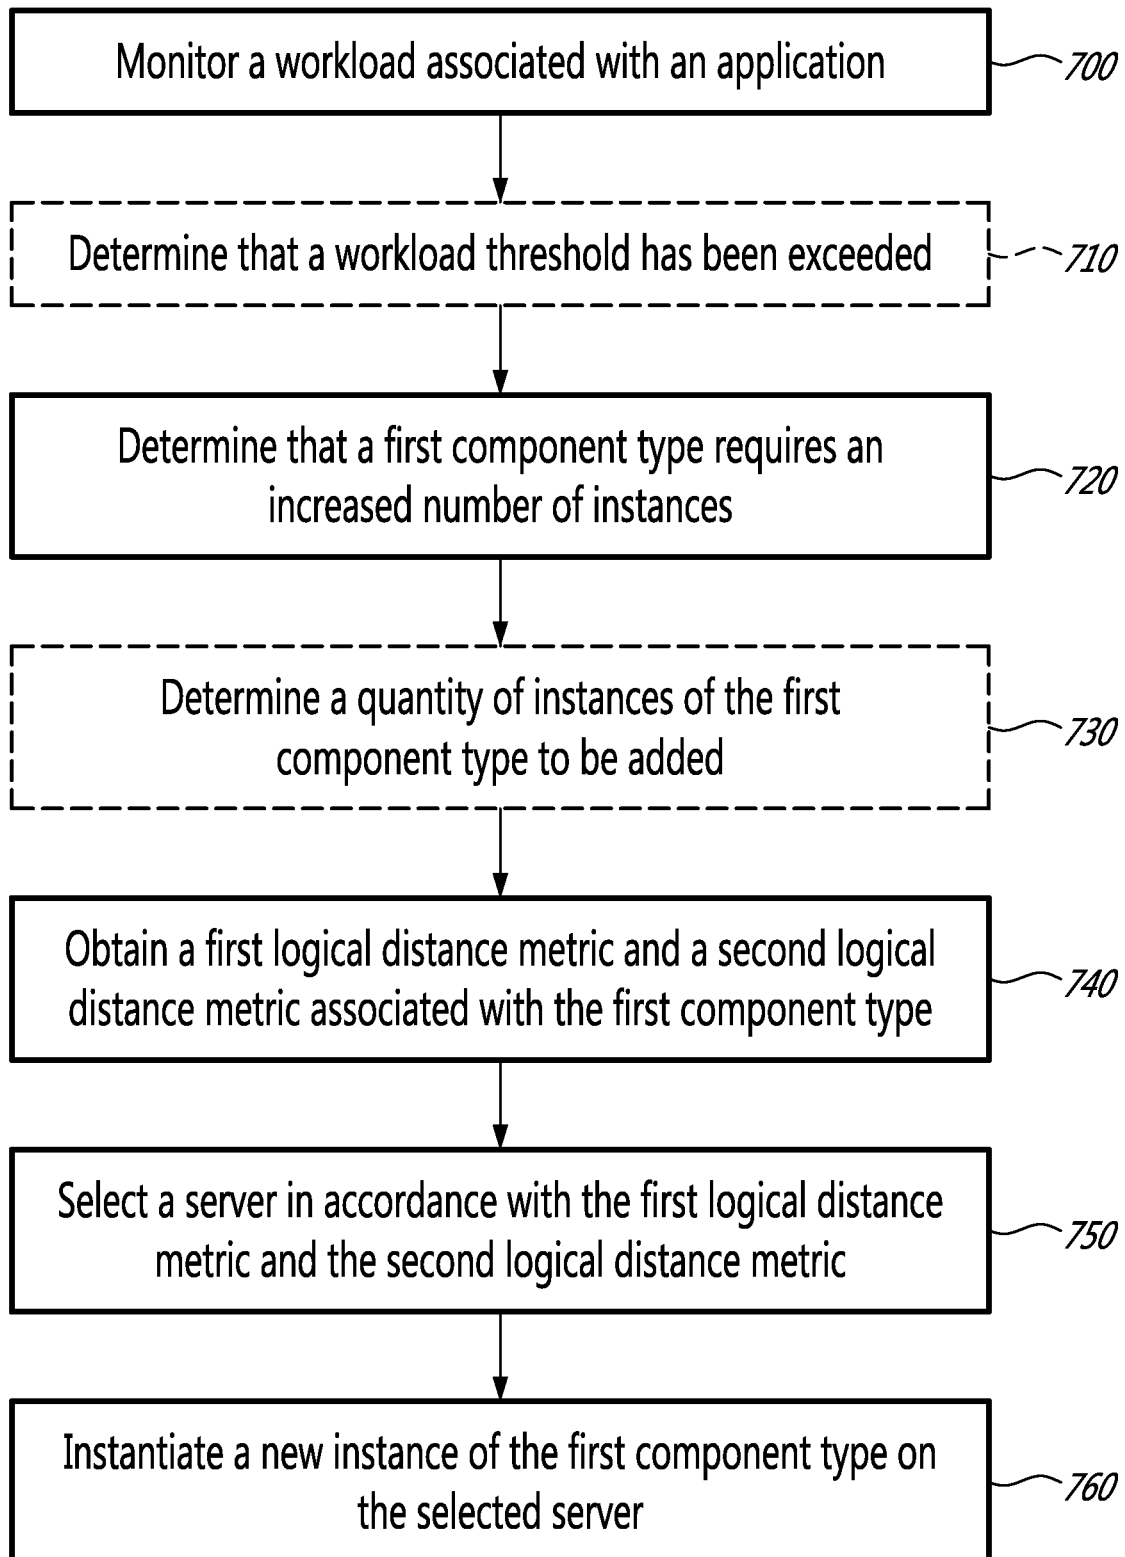 Monitor a workload associated with an application
700
Determine that a workload threshold has been exceeded
710
Determine that a first component type requires an
increased number of instances
720
Determine a quantity of instances of the first
component type to be added
730
Obtain a first logical distance metric and a second logical
distance metric associated with the first component type
740
Select a server in accordance with the first logical distance
metric and the second logical distance metric
750
Instantiate a new instance of the first component type on
the selected server
760